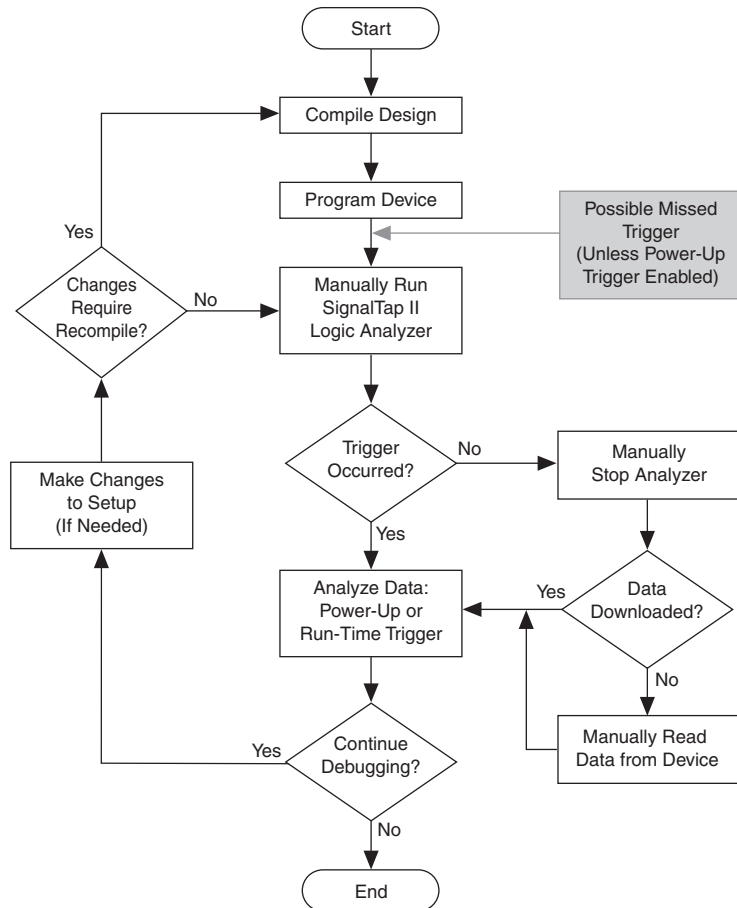 Start
Compile Design
Program Device
Possible Missed
Trigger
(Unless Power-Up
Trigger Enabled)
Yes
Changes
Require
Recompile?
No
Manually Run
SignalTap II
Logic Analyzer
Trigger
Occurred?
No
Manually
Stop Analyzer
Make Changes
to Setup
(If Needed)
Yes
Analyze Data:
Power-Up or
Run-Time Trigger
Yes
Data
Downloaded?
No
Manually Read
Data from Device
Yes
Continue
Debugging?
No
End